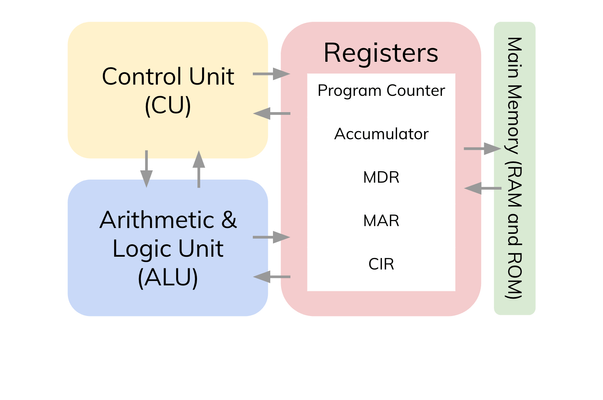 Control Unit
(CU)
Arithmetic &
Logic Unit
(ALU)
Registers
Program Counter
Accumulator
MDR
MAR
CIR
Main Memory (RAM and ROM)